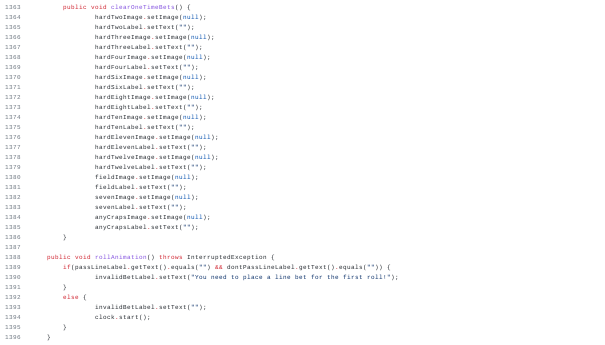 1363 public void clearOneTimeBets() {
1364 hardTwoImage.setImage(null);
1365 hardTwoLabel.setText("");
1366 hardThreeImage.setImage(null);
1367 hardThreeLabel.setText("");
1368 hardFourImage.setImage(null);
1369 hardFourLabel.setText("");
1370 hardSixImage.setImage(null);
1371 hardSixLabel.setText("");
1372 hardEightImage.setImage(null);
1373 hardEightLabel.setText("");
1374 hardTenImage.setImage(null);
1375 hardTenLabel.setText("");
1376 hardElevenImage.setImage(null);
1377 hardElevenLabel.setText("");
1378 hardTwelveImage.setImage(null);
1379 hardTwelveLabel.setText("");
1380 fieldImage.setImage(null);
1381 fieldLabel.setText("");
1382 sevenImage.setImage(null);
1383 sevenLabel.setText("");
1384 anyCrapsImage.setImage(null);
1385 anyCrapsLabel.setText("");
1386 }
1387
1388 public void rollAnimation() throws InterruptedException {
1389 if(passLineLabel.getText().equals("") && dontPassLineLabel.getText().equals("")) {
1390 invalidBetLabel.setText("You need to place a line bet for the first roll!");
1391 }
1392 else {
1393 invalidBetLabel.setText("");
1394 clock.start();
1395 }
1396 }